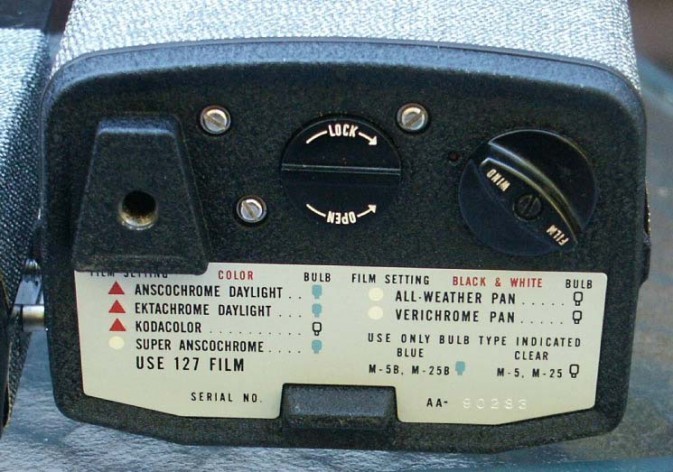 LOCK
OPEN
FILM WIND
FILM SETTING COLOR BULB
ANSCOCHROME DAYLIGHT..
EKTACHROME DAYLIGHT...
KODACOLOR..........
SUPER ANSCOCHROME....
USE 127 FILM
FILM SETTING BLACK & WHITE BULB
ALL-WEATHER PAN.....
VERICHROME PAN.....
USE ONLY BULB TYPE INDICATED
BLUE CLEAR
M-5B, M-25B M-5, M-25
SERIAL NO. AA-